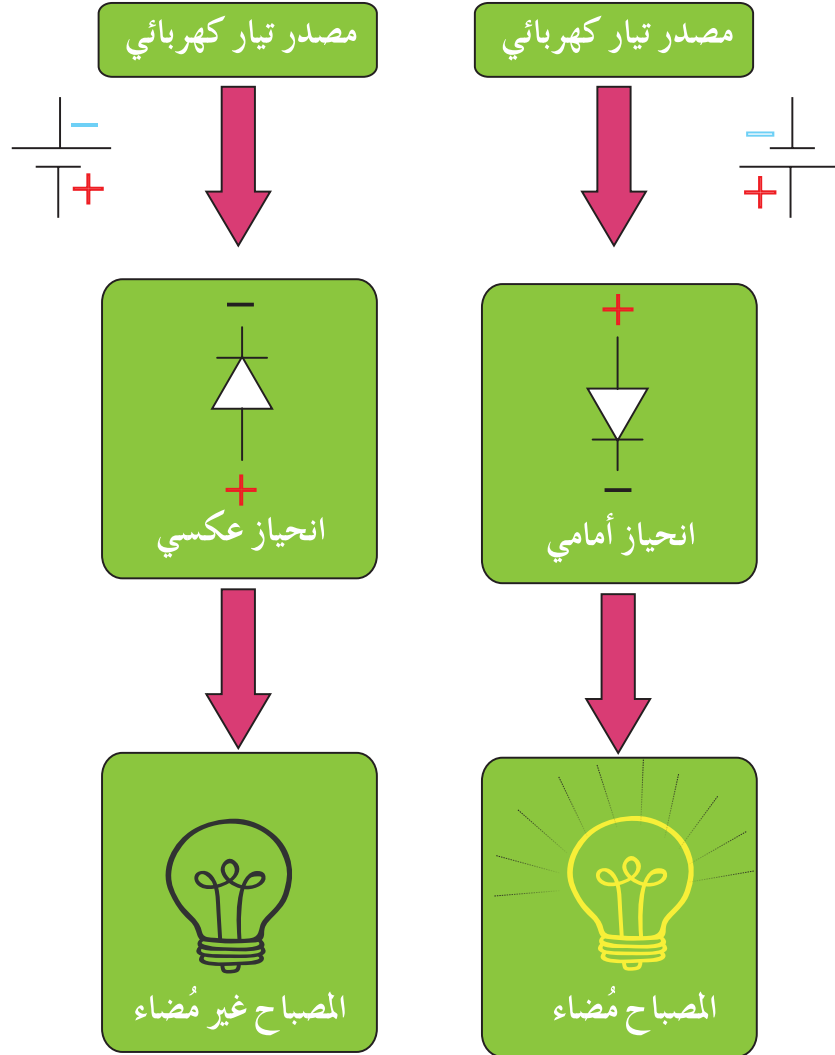 مصدر تيار كهربائي
مصدر تيار كهربائي
−
+
−
+
+
−
انحياز أمامي
−
+
انحياز عكسي
المصباح مُضاء
المصباح غير مُضاء